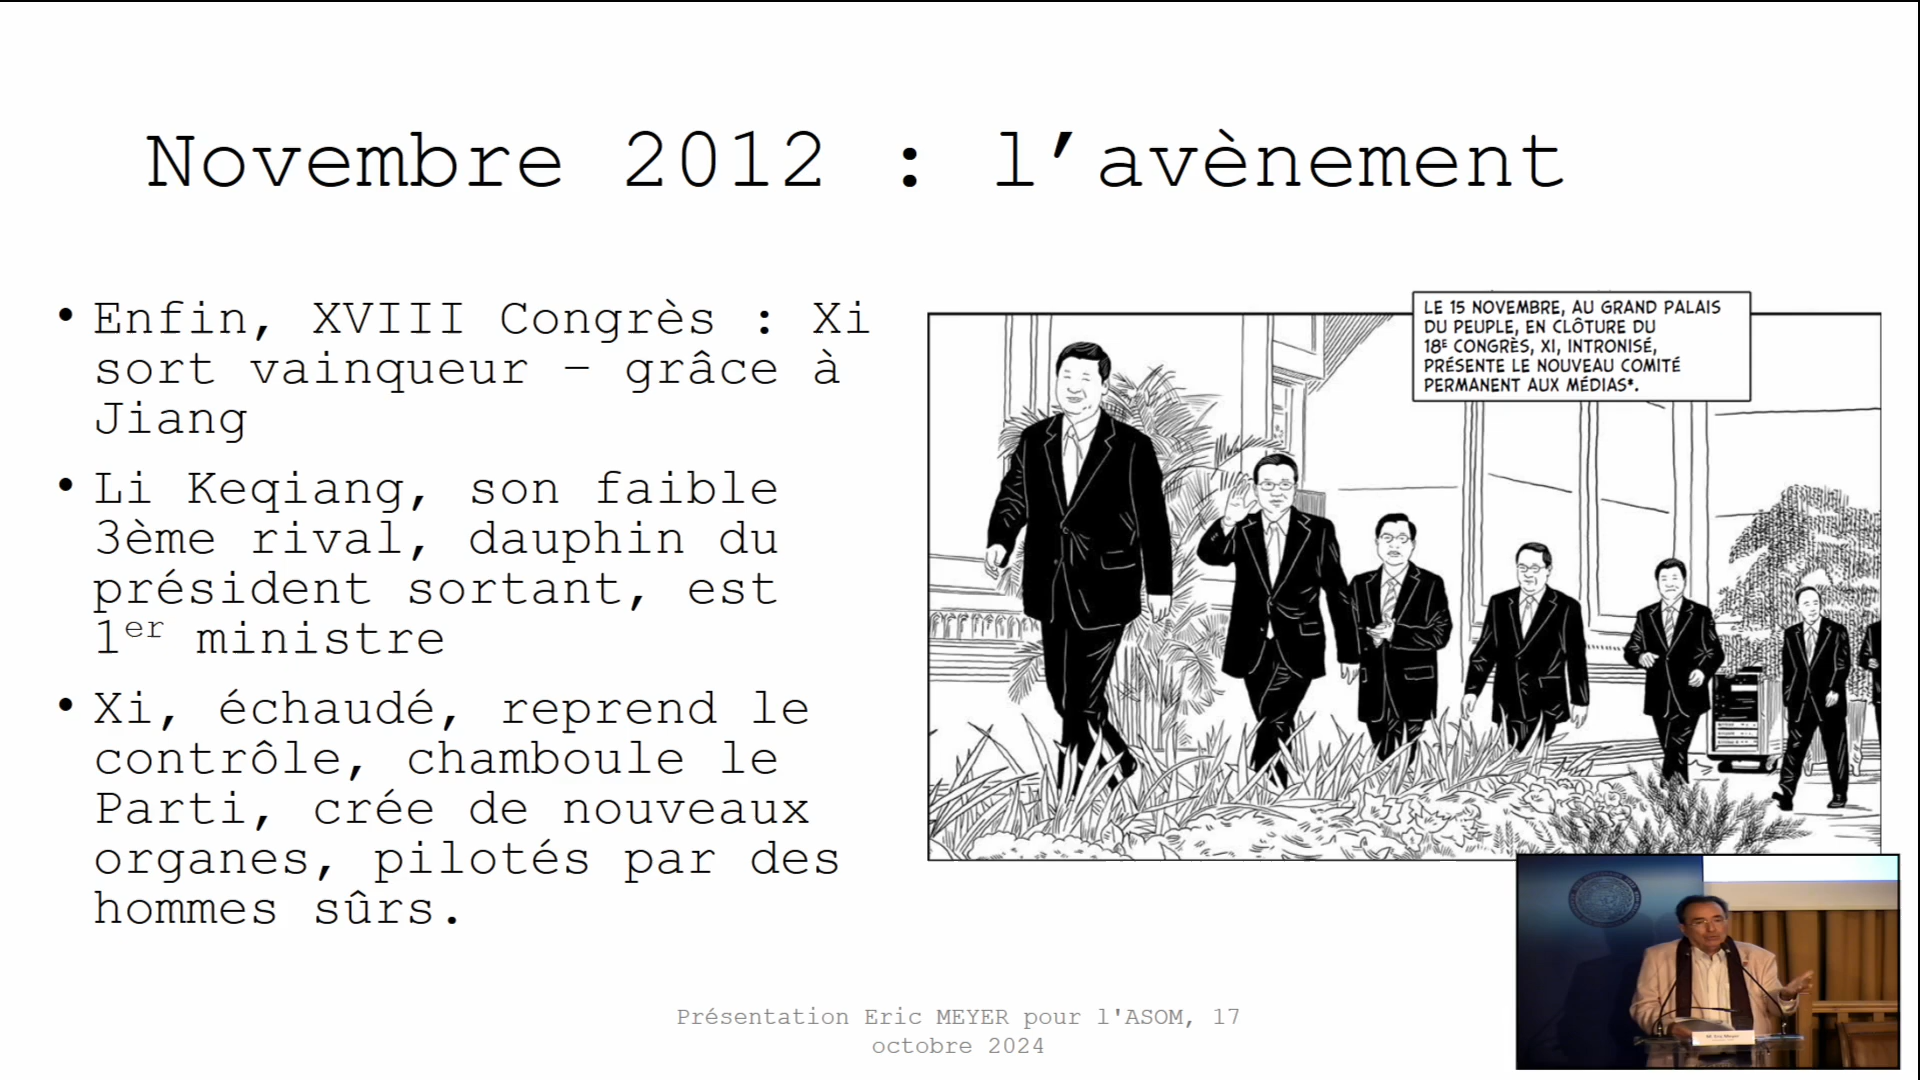 Novembre 2012 : l’avènement
• Enfin, XVIII Congrès : Xi
sort vainqueur – grâce à
Jiang
• Li Keqiang, son faible
3ème rival, dauphin du
président sortant, est
1er ministre
• Xi, échaudé, reprend le
contrôle, chamboule le
Parti, crée de nouveaux
organes, pilotés par des
hommes sûrs.
LE 15 NOVEMBRE, AU GRAND PALAIS
DU PEUPLE, EN CLÔTURE DU
18E CONGRÈS, XI, INTRONISÉ,
PRÉSENTE LE NOUVEAU COMITÉ
PERMANENT AUX MÉDIAS*.
Présentation Eric MEYER pour l'ASOM, 17
octobre 2024